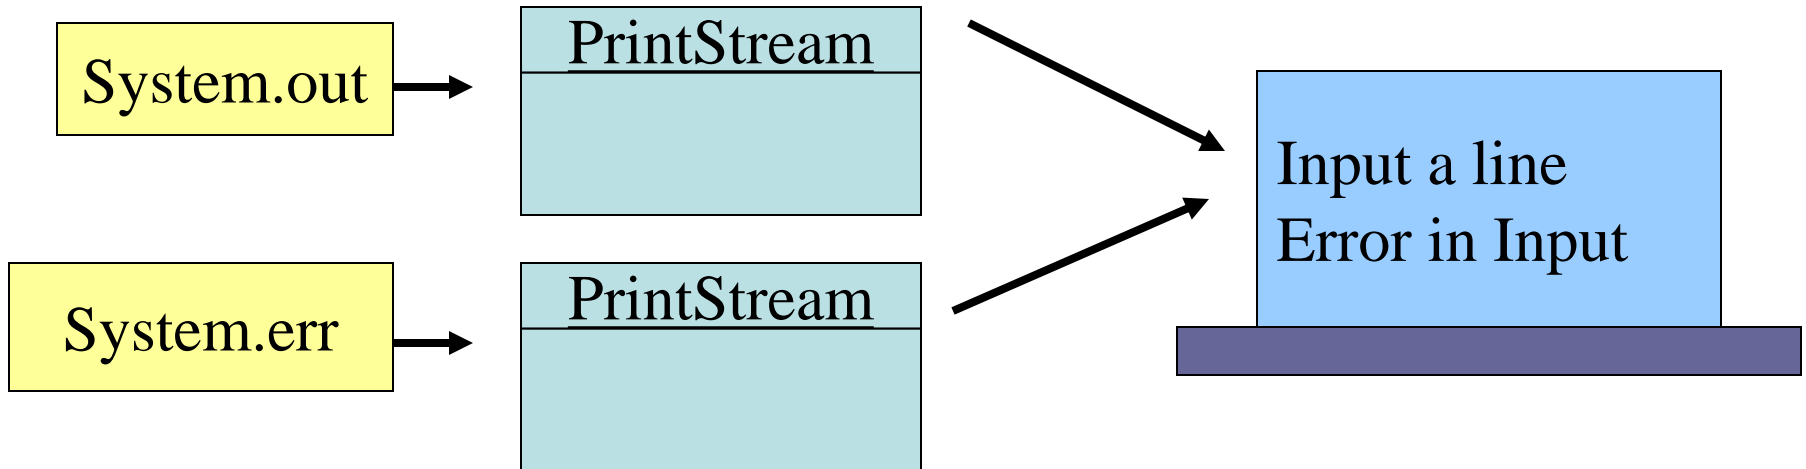 System.out
PrintStream
Input a line
Error in Input
System.err
PrintStream